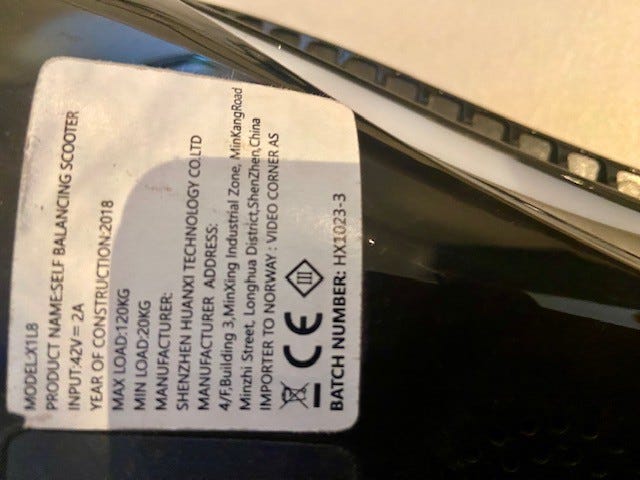 MODEL:X1L8
PRODUCT NAME:SELF BALANCING SCOOTER
INPUT:42V = 2A
YEAR OF CONSTRUCTION:2018
MAX LOAD:120KG
MIN LOAD:20KG
MANUFACTURER:
SHENZHEN HUANXI TECHNOLOGY CO.LTD
MANUFACTURER ADDRESS:
4/F,Building 3,MinXing Industrial Zone, MinKangRoad
Minzhi Street, Longhua District,ShenZhen,China
IMPORTER TO NORWAY : VIDEO CORNER AS
CE III
BATCH NUMBER: HX1023-3